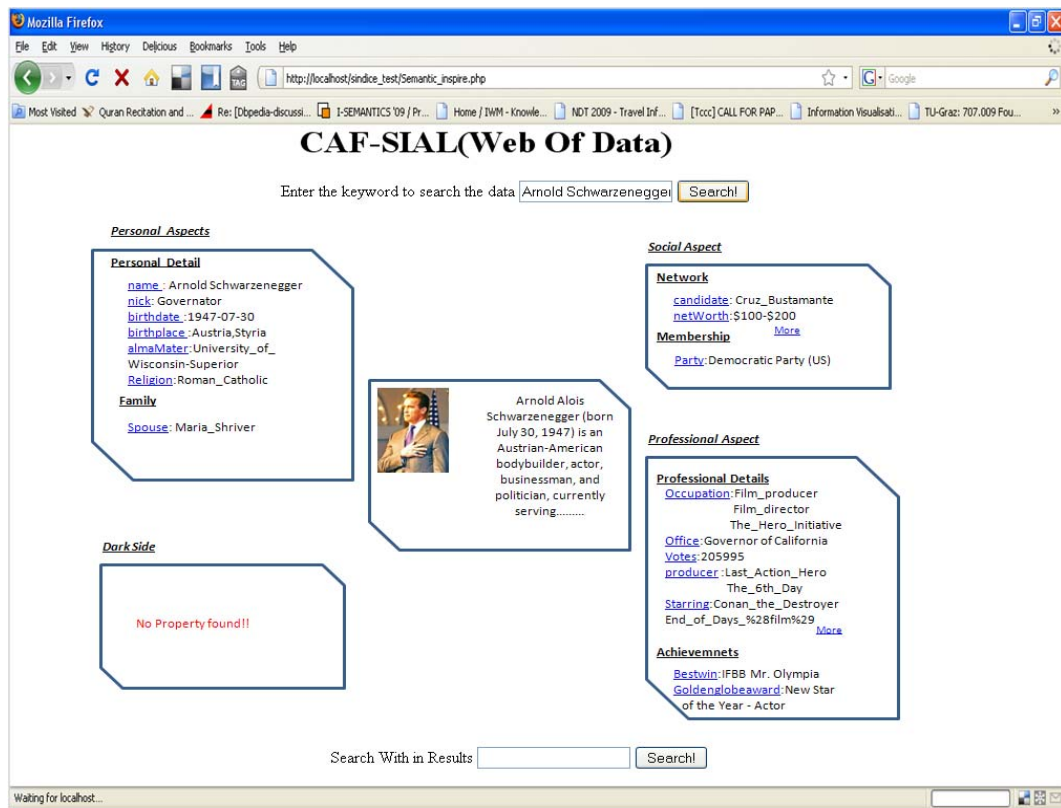 Mozilla Firefox
File Edit View History Delicious Bookmarks Tools Help
TAG http://localhost/sindice_test/Semantic_inspire.php Google
Most Visited Quran Recitation and ... Re: [Dbpedia-discussi... I-SEMANTICS '09 / Pr... Home / IWM - Knowle... NDT 2009 - Travel Inf... [Tccc] CALL FOR PAP... Information Visualisati... TU-Graz: 707.009 Fou... »
CAF-SIAL(Web Of Data)
Enter the keyword to search the data Arnold Schwarzenegger Search!
Personal Aspects
Personal Detail
name : Arnold Schwarzenegger
nick: Governator
birthdate :1947-07-30
birthplace :Austria,Styria
almaMater:University_of_
Wisconsin-Superior
Religion:Roman_Catholic
Family
Spouse: Maria_Shriver
Dark Side
No Property found!!
Arnold Alois
Schwarzenegger (born
July 30, 1947) is an
Austrian-American
bodybuilder, actor,
businessman, and
politician, currently
serving.........
Social Aspect
Network
candidate: Cruz_Bustamante
netWorth:$100-$200
More
Membership
Party:Democratic Party (US)
Professional Aspect
Professional Details
Occupation:Film_producer
Film_director
The_Hero_Initiative
Office:Governor of California
Votes:205995
producer :Last_Action_Hero
The_6th_Day
Starring:Conan_the_Destroyer
End_of_Days_%28film%29
More
Achievemnets
Bestwin:IFBB Mr. Olympia
Goldenglobeaward:New Star
of the Year - Actor
Search With in Results Search!
Waiting for localhost...